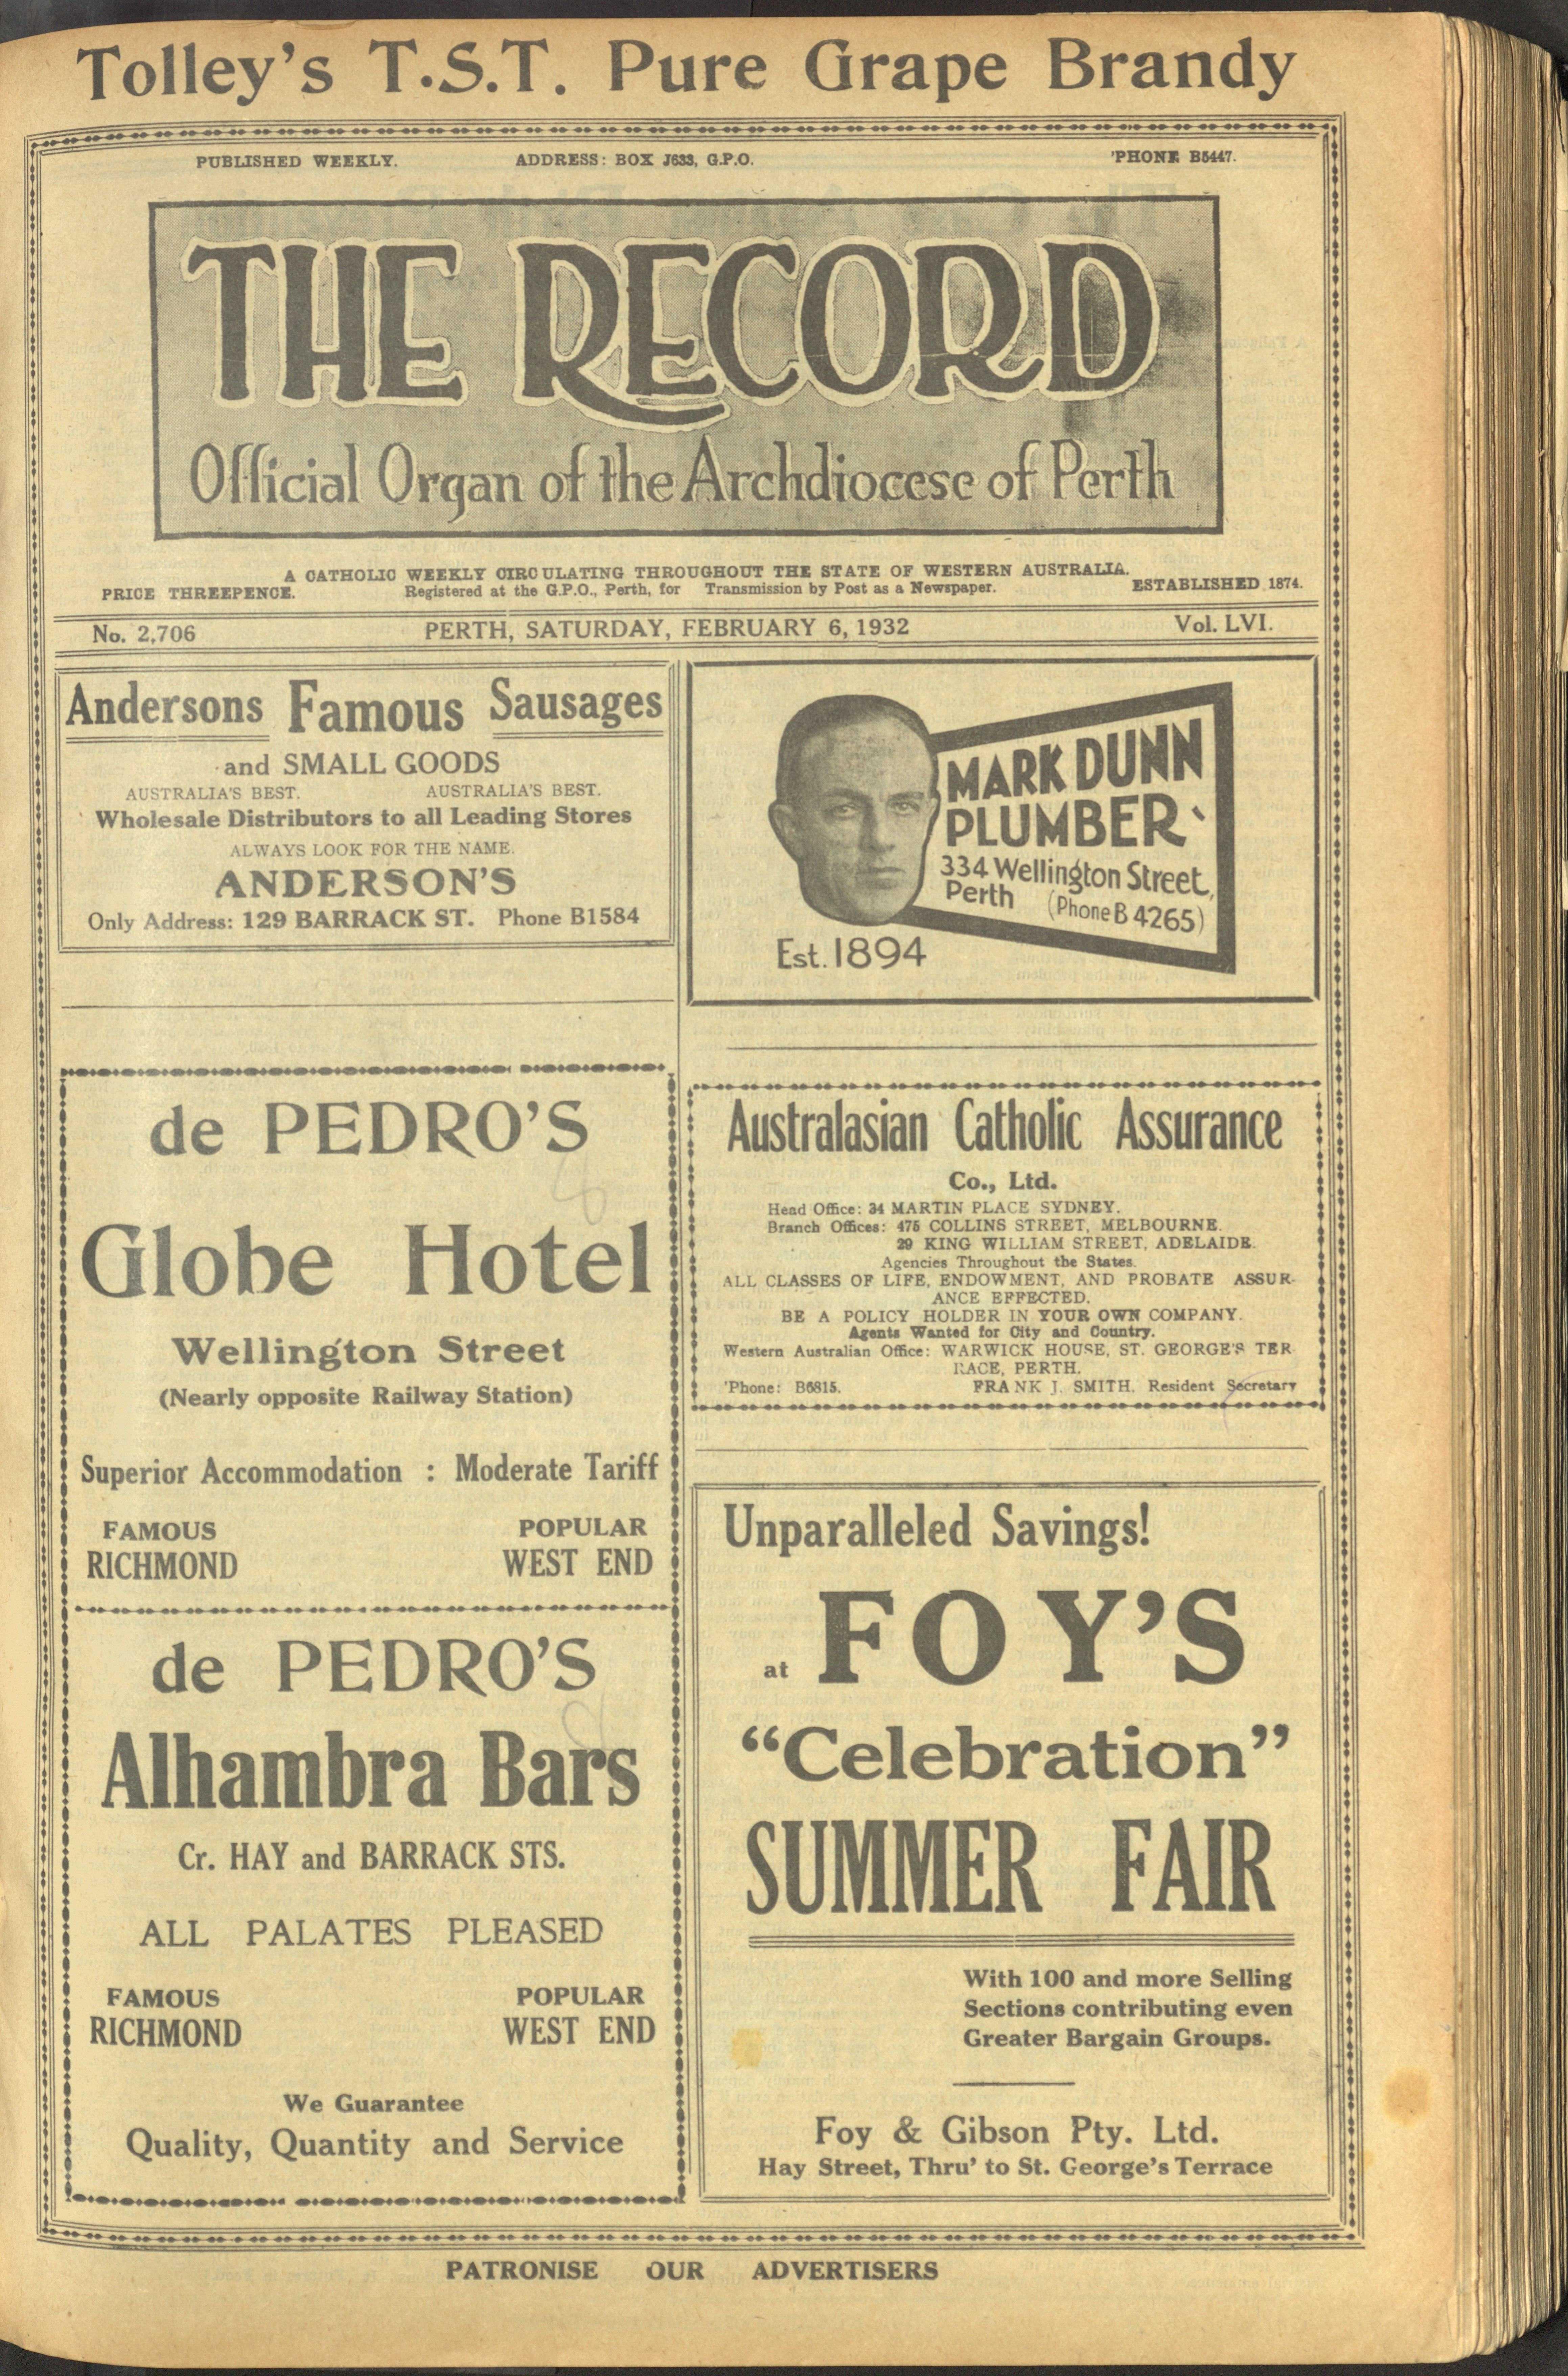 Tolley's T.S.T. Pure Grape Brandy
PUBLISHED WEEKLY. ADDRESS: BOX J633, G.P.O. 'PHONE B5447.
THE RECORD
Official Organ of the Archdiocese of Perth
A CATHOLIC WEEKLY CIRCULATING THROUGHOUT THE STATE OF WESTERN AUSTRALIA.
PRICE THREEPENCE. Registered at the G.P.O., Perth, for Transmission by Post as a Newspaper. ESTABLISHED 1874.
No. 2,706 PERTH, SATURDAY, FEBRUARY 6, 1932 Vol. LVI.
Andersons Famous Sausages
and SMALL GOODS
AUSTRALIA'S BEST. AUSTRALIA'S BEST.
Wholesale Distributors to all Leading Stores
ALWAYS LOOK FOR THE NAME.
ANDERSON'S
Only Address: 129 BARRACK ST. Phone B1584
MARK DUNN
PLUMBER
334 Wellington Street,
Perth (Phone B 4265)
Est. 1894
de PEDRO'S
Globe Hotel
Wellington Street
(Nearly opposite Railway Station)
Superior Accommodation : Moderate Tariff
FAMOUS POPULAR
RICHMOND WEST END
de PEDRO'S
Alhambra Bars
Cr. HAY and BARRACK STS.
ALL PALATES PLEASED
FAMOUS POPULAR
RICHMOND WEST END
We Guarantee
Quality, Quantity and Service
Australasian Catholic Assurance
Co., Ltd.
Head Office: 34 MARTIN PLACE SYDNEY.
Branch Offices: 475 COLLINS STREET, MELBOURNE.
29 KING WILLIAM STREET, ADELAIDE.
Agencies Throughout the States.
ALL CLASSES OF LIFE, ENDOWMENT, AND PROBATE ASSUR-
ANCE EFFECTED.
BE A POLICY HOLDER IN YOUR OWN COMPANY.
Agents Wanted for City and Country.
Western Australian Office: WARWICK HOUSE, ST. GEORGE'S TER
RACE, PERTH.
'Phone: B6815. FRANK J. SMITH. Resident Secretary
Unparalleled Savings!
at FOY'S
"Celebration"
SUMMER FAIR
With 100 and more Selling
Sections contributing even
Greater Bargain Groups.
Foy & Gibson Pty. Ltd.
Hay Street, Thru' to St. George's Terrace
PATRONISE OUR ADVERTISERS